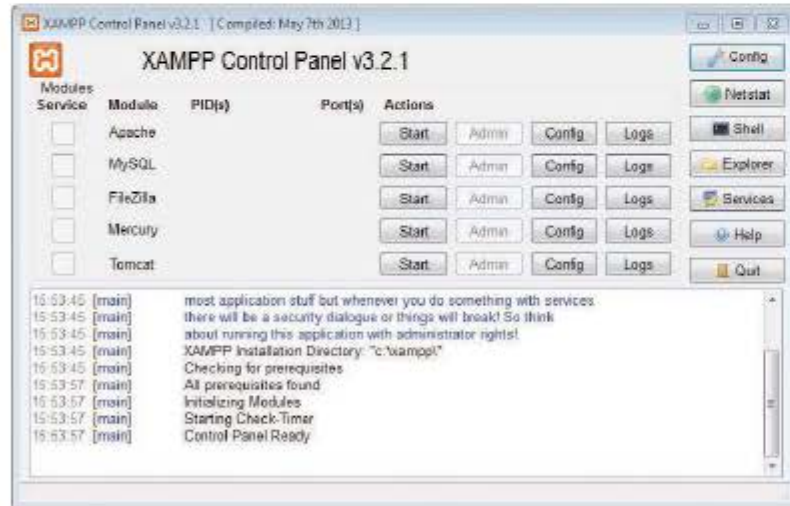 XAMPP Control Panel v3.2.1 [ Compiled: May 7th 2013 ]
XAMPP Control Panel v3.2.1
Config
Modules
Service Module PID(s) Port(s) Actions
Netstat
Apache Start Admin Config Logs
Shell
MySQL Start Admin Config Logs
Explorer
FileZilla Start Admin Config Logs
Services
Mercury Start Admin Config Logs
Help
Tomcat Start Admin Config Logs
Quit
15:53:45 [main] most application stuff but whenever you do something with services
15:53:45 [main] there will be a security dialogue or things will break! So think
15:53:45 [main] about running this application with administrator rights!
15:53:45 [main] XAMPP Installation Directory: "c:\xampp\"
15:53:45 [main] Checking for prerequisites
15:53:57 [main] All prerequisites found
15:53:57 [main] Initializing Modules
15:53:57 [main] Starting Check-Timer
15:53:57 [main] Control Panel Ready